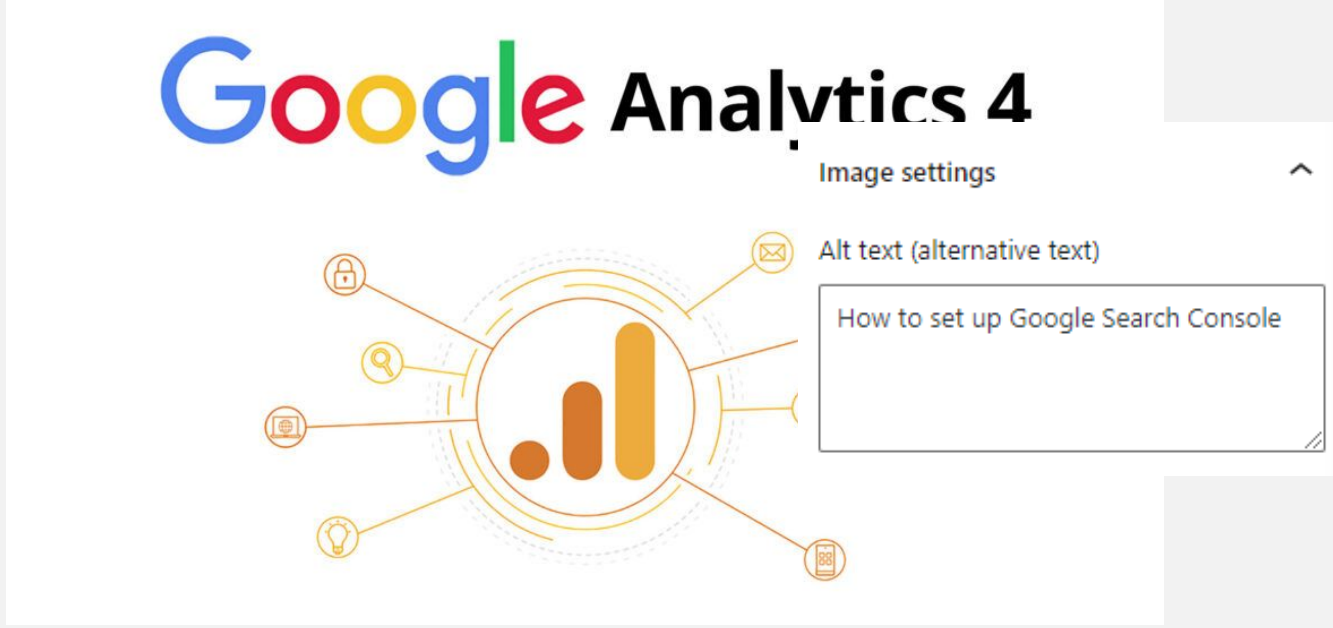 Google Analytics 4
Image settings
Alt text (alternative text)
How to set up Google Search Console